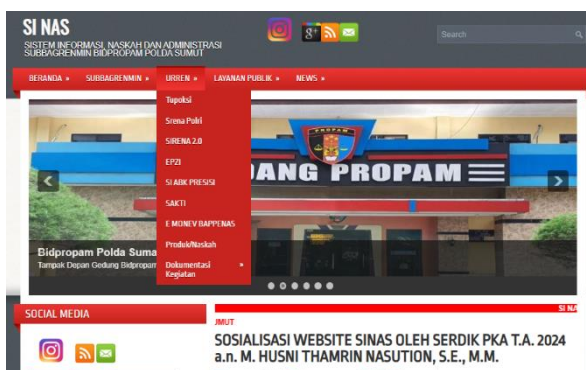 SI NAS
SISTEM INFORMASI, NASKAH DAN ADMINISTRASI
SUBBAGRENMIN BIDPROPAM POLDA SUMUT
Search
BERANDA »
SUBBAGRENMIN »
URREN »
LAYANAN PUBLIK »
NEWS »
Tupoksi
Srena Polri
SIRENA 2.0
EP2I
SI ABK PRESISI
SAKTI
E MONEV BAPPENAS
Produk/Naskah
Dokumentasi »
Kegiatan
PROPAM
DANG PROPAM
Bidpropam Polda Suma
Tampak Depan Gedung Bidpropam
SOCIAL MEDIA
SI NA
JMUT
SOSIALISASI WEBSITE SINAS OLEH SERDIK PKA T.A. 2024
a.n. M. HUSNI THAMRIN NASUTION, S.E., M.M.